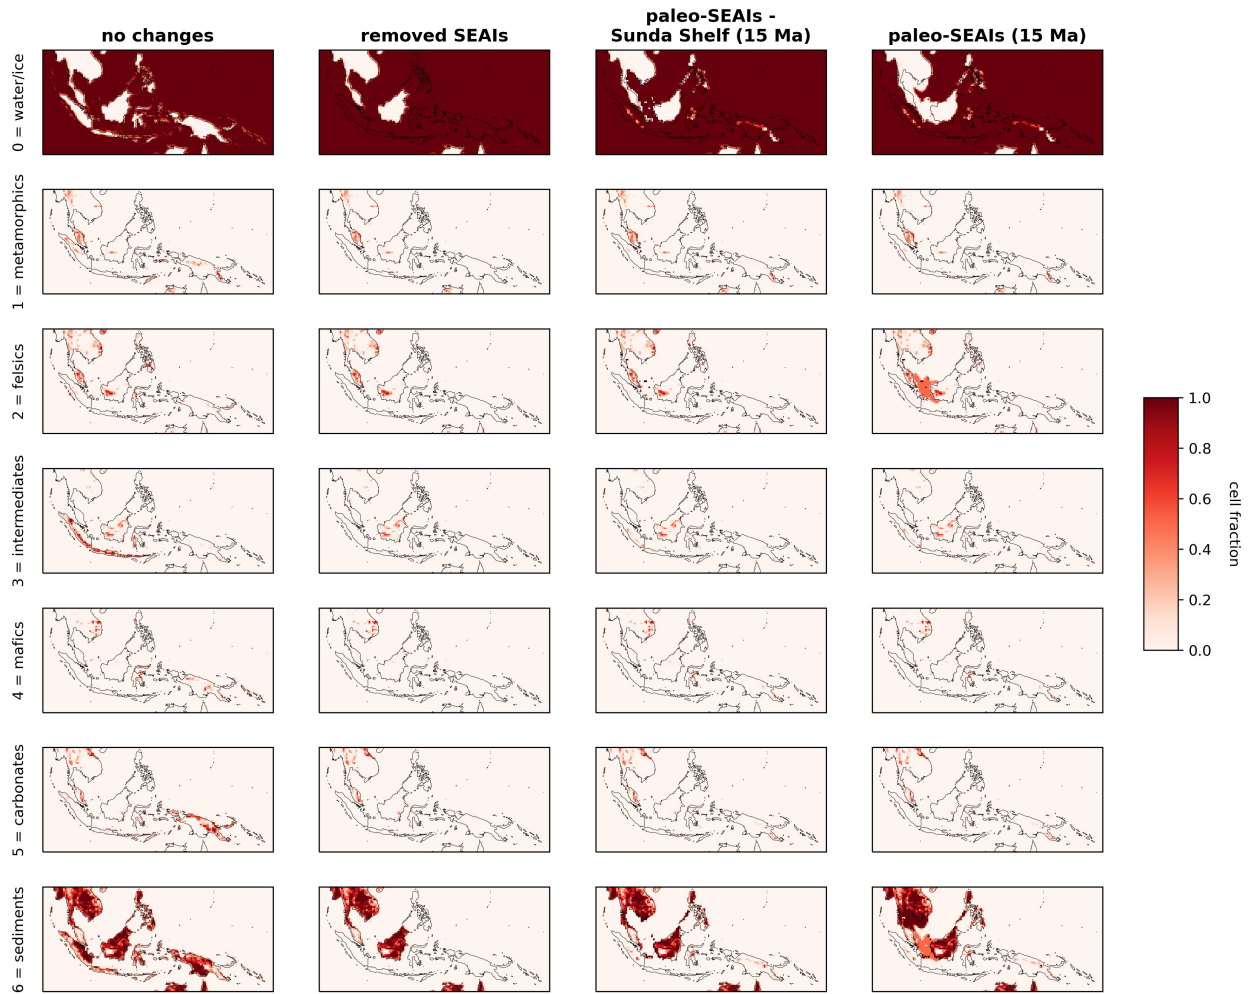 no changes
removed SEAIs
paleo-SEAIs -
Sunda Shelf (15 Ma)
paleo-SEAIs (15 Ma)
0 = water/ice
1 = metamorphics
2 = felsics
3 = intermediates
4 = mafics
5 = carbonates
6 = sediments
1.0
0.8
0.6
0.4
0.2
0.0
cell fraction